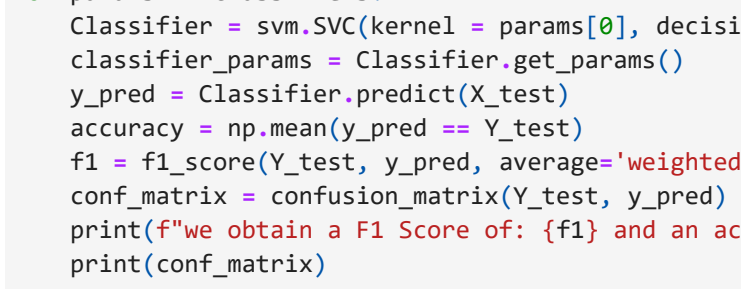 Classifier = svm.SVC(kernel = params[0], decisi
classifier_params = Classifier.get_params()
y_pred = Classifier.predict(X_test)
accuracy = np.mean(y_pred == Y_test)
f1 = f1_score(Y_test, y_pred, average='weighted
conf_matrix = confusion_matrix(Y_test, y_pred)
print(f"we obtain a F1 Score of: {f1} and an ac
print(conf_matrix)